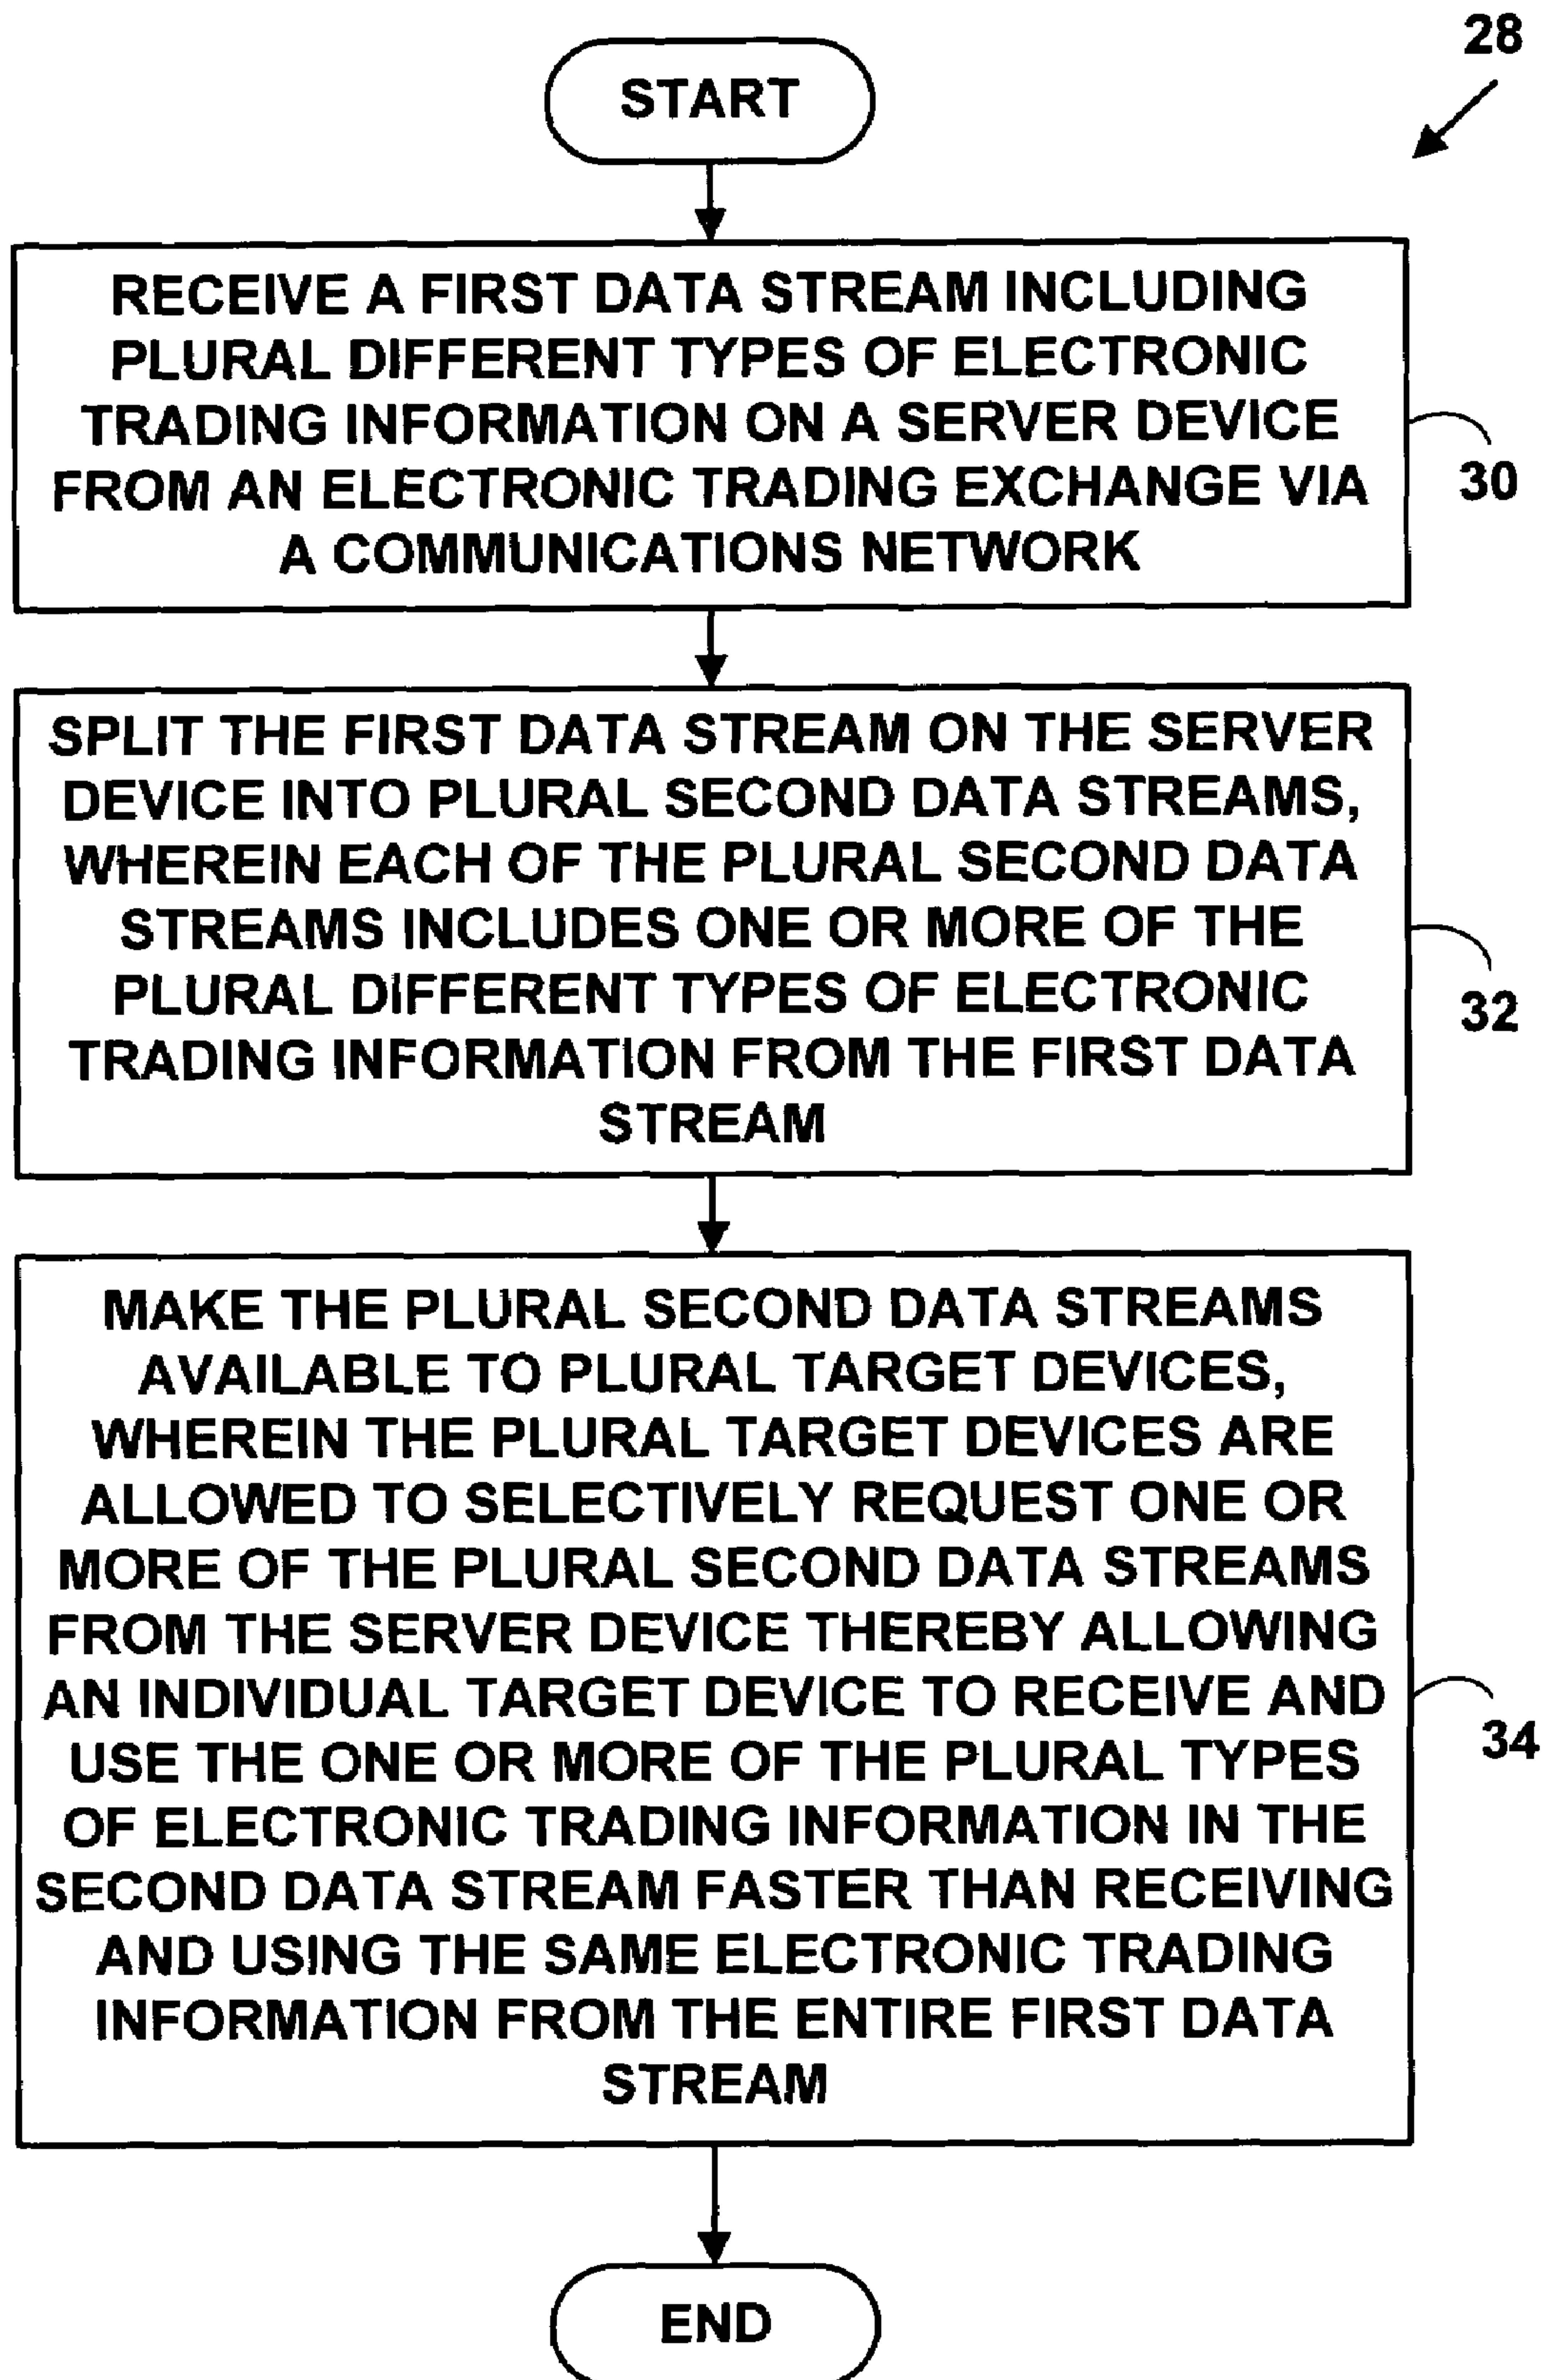 28
START
RECEIVE A FIRST DATA STREAM INCLUDING
PLURAL DIFFERENT TYPES OF ELECTRONIC
TRADING INFORMATION ON A SERVER DEVICE
FROM AN ELECTRONIC TRADING EXCHANGE VIA
A COMMUNICATIONS NETWORK
30
SPLIT THE FIRST DATA STREAM ON THE SERVER
DEVICE INTO PLURAL SECOND DATA STREAMS,
WHEREIN EACH OF THE PLURAL SECOND DATA
STREAMS INCLUDES ONE OR MORE OF THE
PLURAL DIFFERENT TYPES OF ELECTRONIC
TRADING INFORMATION FROM THE FIRST DATA
STREAM
32
MAKE THE PLURAL SECOND DATA STREAMS
AVAILABLE TO PLURAL TARGET DEVICES,
WHEREIN THE PLURAL TARGET DEVICES ARE
ALLOWED TO SELECTIVELY REQUEST ONE OR
MORE OF THE PLURAL SECOND DATA STREAMS
FROM THE SERVER DEVICE THEREBY ALLOWING
AN INDIVIDUAL TARGET DEVICE TO RECEIVE AND
USE THE ONE OR MORE OF THE PLURAL TYPES
OF ELECTRONIC TRADING INFORMATION IN THE
SECOND DATA STREAM FASTER THAN RECEIVING
AND USING THE SAME ELECTRONIC TRADING
INFORMATION FROM THE ENTIRE FIRST DATA
STREAM
34
END